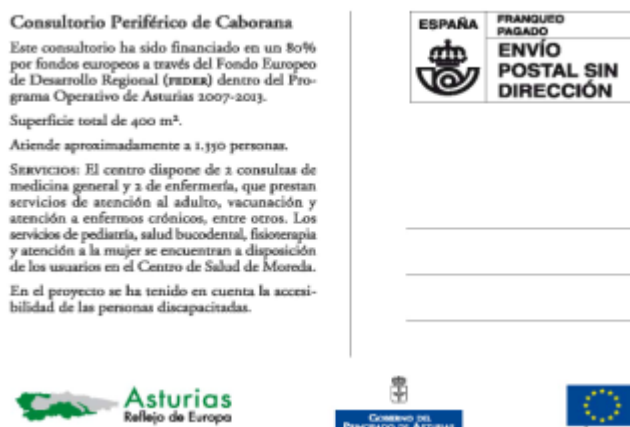 Consultorio Periférico de Caborana
Este consultorio ha sido financiado en un 80%
por fondos europeos a través del Fondo Europeo
de Desarrollo Regional (FEDER) dentro del Pro-
grama Operativo de Asturias 2007-2013.
Superficie total de 400 m².
Atiende aproximadamente a 1.350 personas.
SERVICIOS: El centro dispone de 2 consultas de
medicina general y 2 de enfermería, que prestan
servicios de atención al adulto, vacunación y
atención a enfermos crónicos, entre otros. Los
servicios de pediatría, salud bucodental, fisioterapia
y atención a la mujer se encuentran a disposición
de los usuarios en el Centro de Salud de Moreda.
En el proyecto se ha tenido en cuenta la accesi-
bilidad de las personas discapacitadas.
ESPAÑA
FRANQUEO
PAGADO
ENVÍO
POSTAL SIN
DIRECCIÓN
Asturias
Reflejo de Europa
GOBIERNO DEL
PRINCIPADO DE ASTURIAS